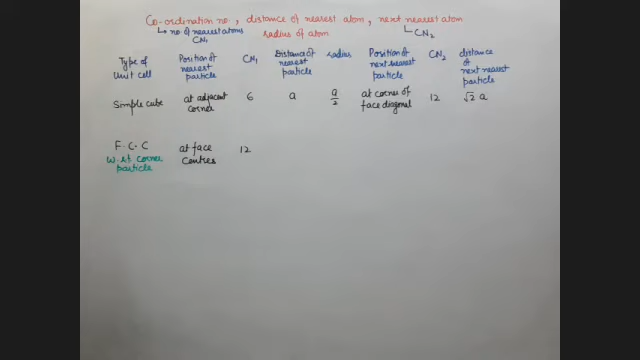 Co-ordination no, distance of nearest atom, next nearest atom
↳ no of nearest atoms radius of atom ↳ CN2
CN1
Type of Unit cell Position of nearest particle CN1 Distance of nearest particle radius Position of next nearest particle CN2 distance of next nearest particle
Simple cube at adjacent corner 6 a a/2 at corner of face diagonal 12 √2 a
F.C.C at face centres 12
w.r.t corner particle